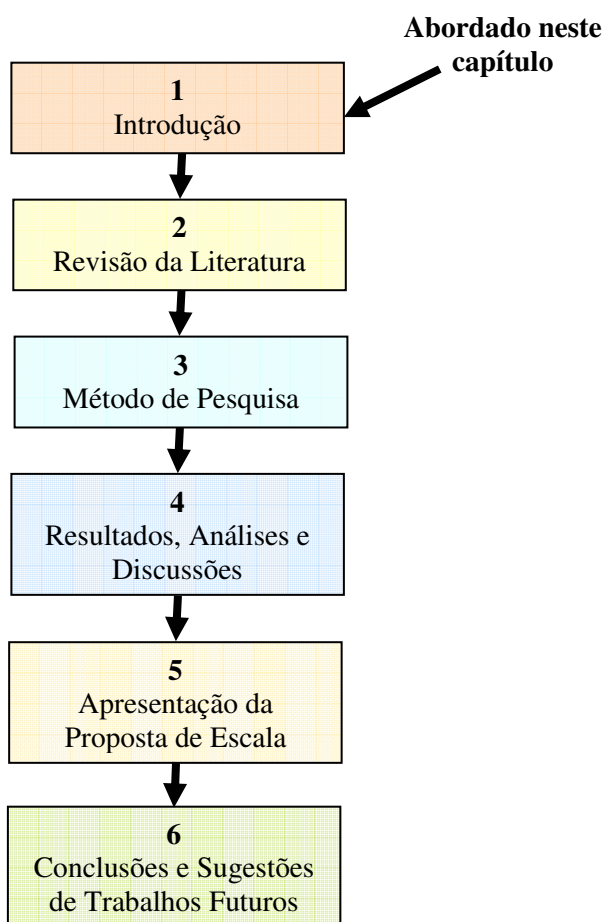 Abordado neste
capítulo
1
Introdução
2
Revisão da Literatura
3
Método de Pesquisa
4
Resultados, Análises e
Discussões
5
Apresentação da
Proposta de Escala
6
Conclusões e Sugestões
de Trabalhos Futuros